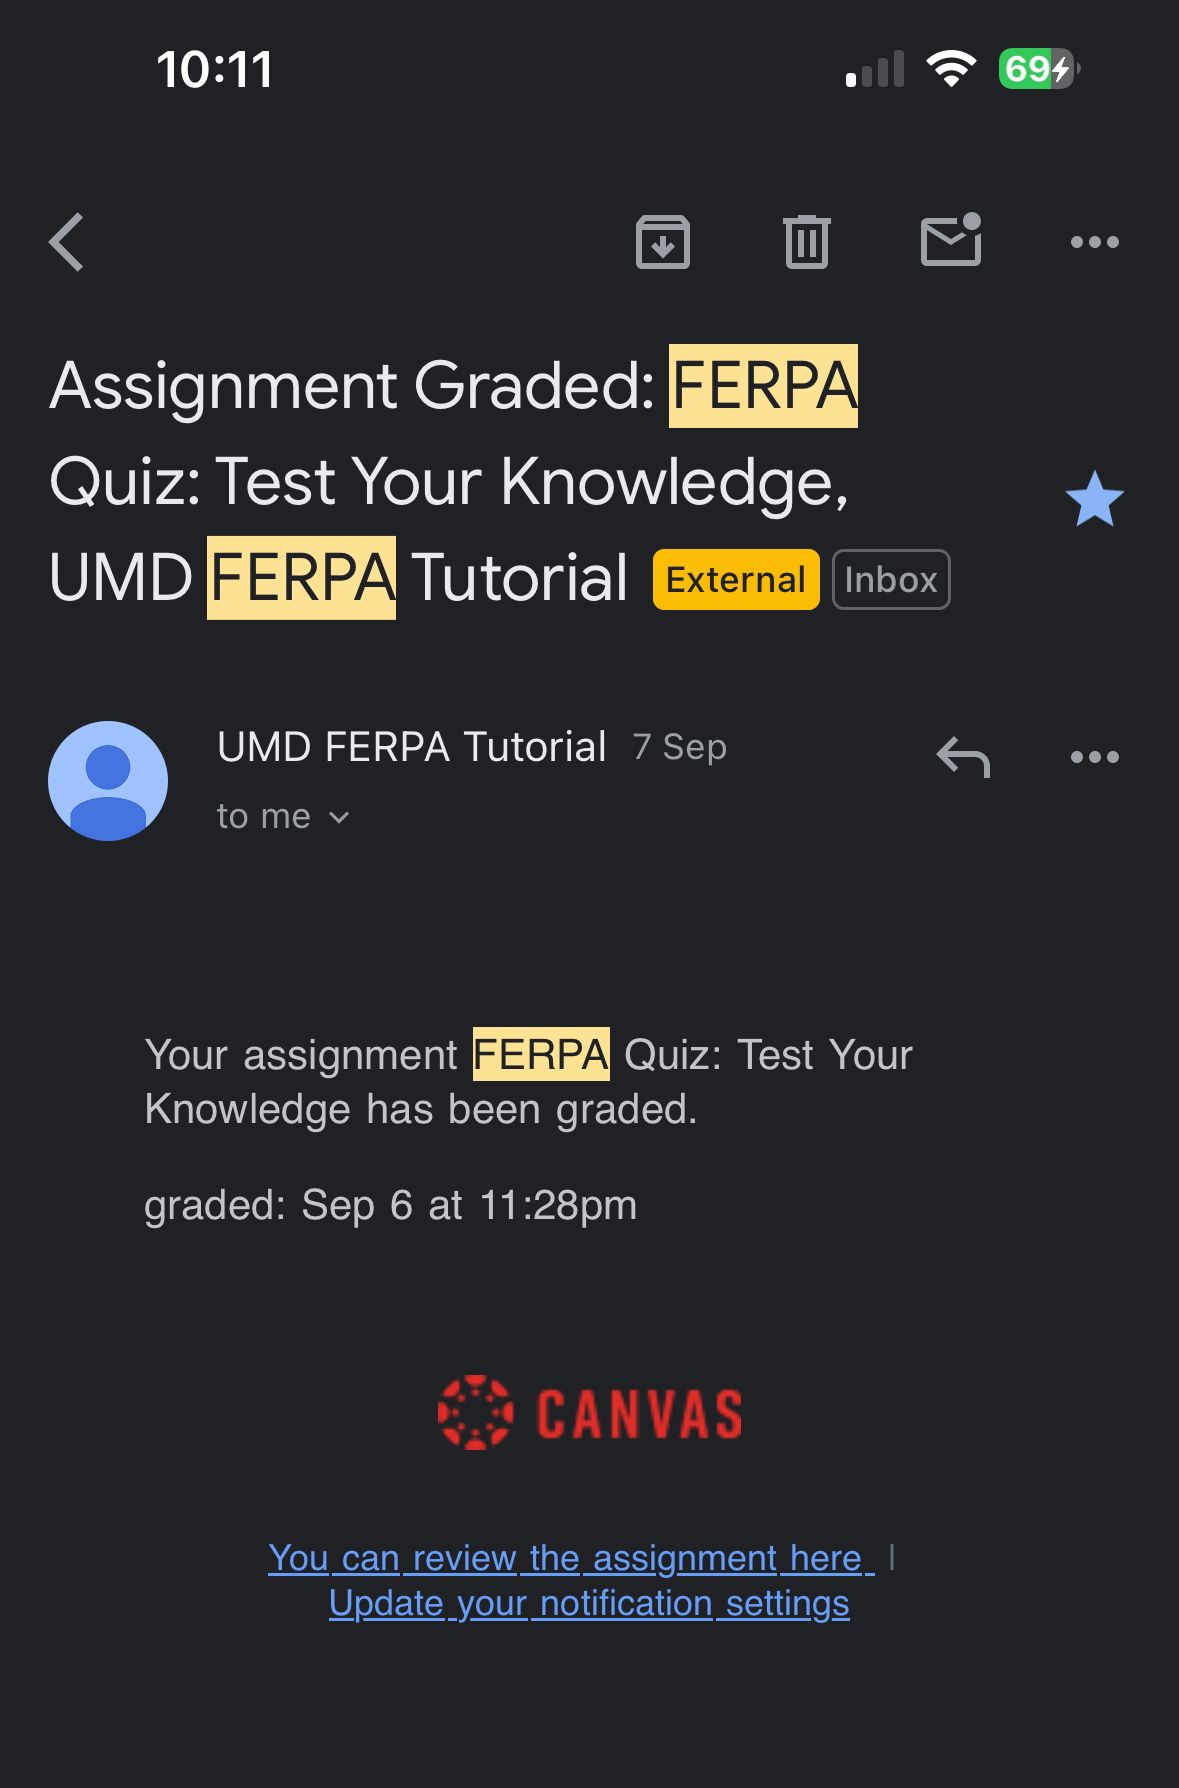 10:11
69
Assignment Graded: FERPA
Quiz: Test Your Knowledge,
UMD FERPA Tutorial External Inbox
UMD FERPA Tutorial 7 Sep
to me
Your assignment FERPA Quiz: Test Your
Knowledge has been graded.
graded: Sep 6 at 11:28pm
CANVAS
You can review the assignment here |
Update your notification settings